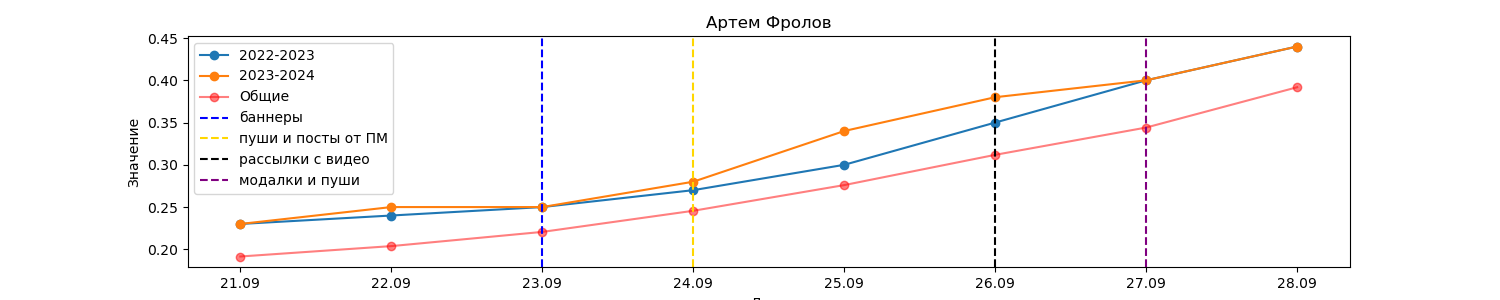 Артем Фролов
0.45
0.40
0.35
0.30
0.25
0.20
Значение
2022-2023
2023-2024
Общие
баннеры
пуши и посты от ПМ
рассылки с видео
модалки и пуши
21.09 22.09 23.09 24.09 25.09 26.09 27.09 28.09